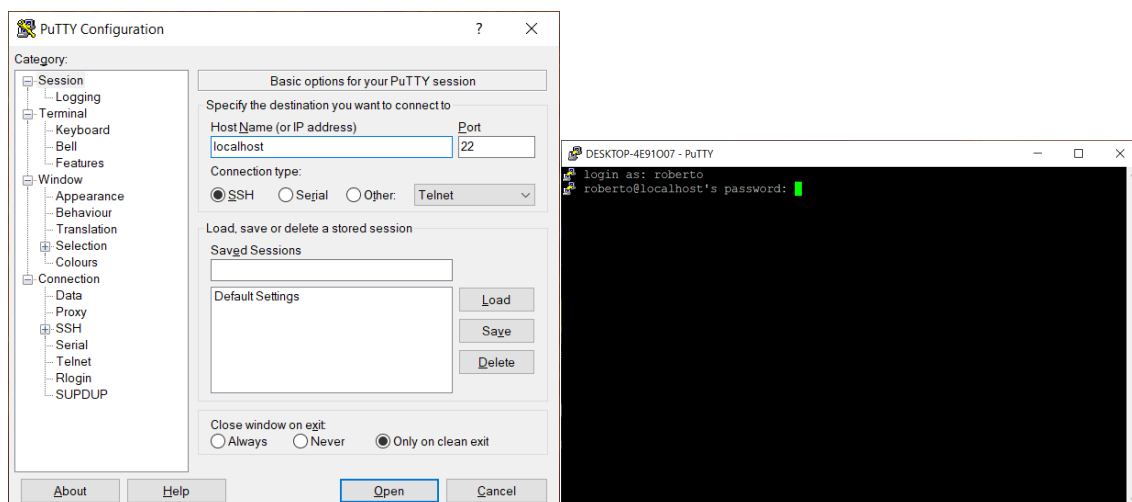 PuTTY Configuration
?
Category:
Session
Logging
Terminal
Keyboard
Bell
Features
Window
Appearance
Behaviour
Translation
Selection
Colours
Connection
Data
Proxy
SSH
Serial
Telnet
Rlogin
SUPDUP
Basic options for your PuTTY session
Specify the destination you want to connect to
Host Name (or IP address)
Port
localhost
22
Connection type:
SSH
Serial
Other:
Telnet
Load, save or delete a stored session
Saved Sessions
Default Settings
Load
Save
Delete
Close window on exit:
Always
Never
Only on clean exit
About
Help
Open
Cancel
DESKTOP-4E91O07 - PuTTY
login as: roberto
roberto@localhost's password: